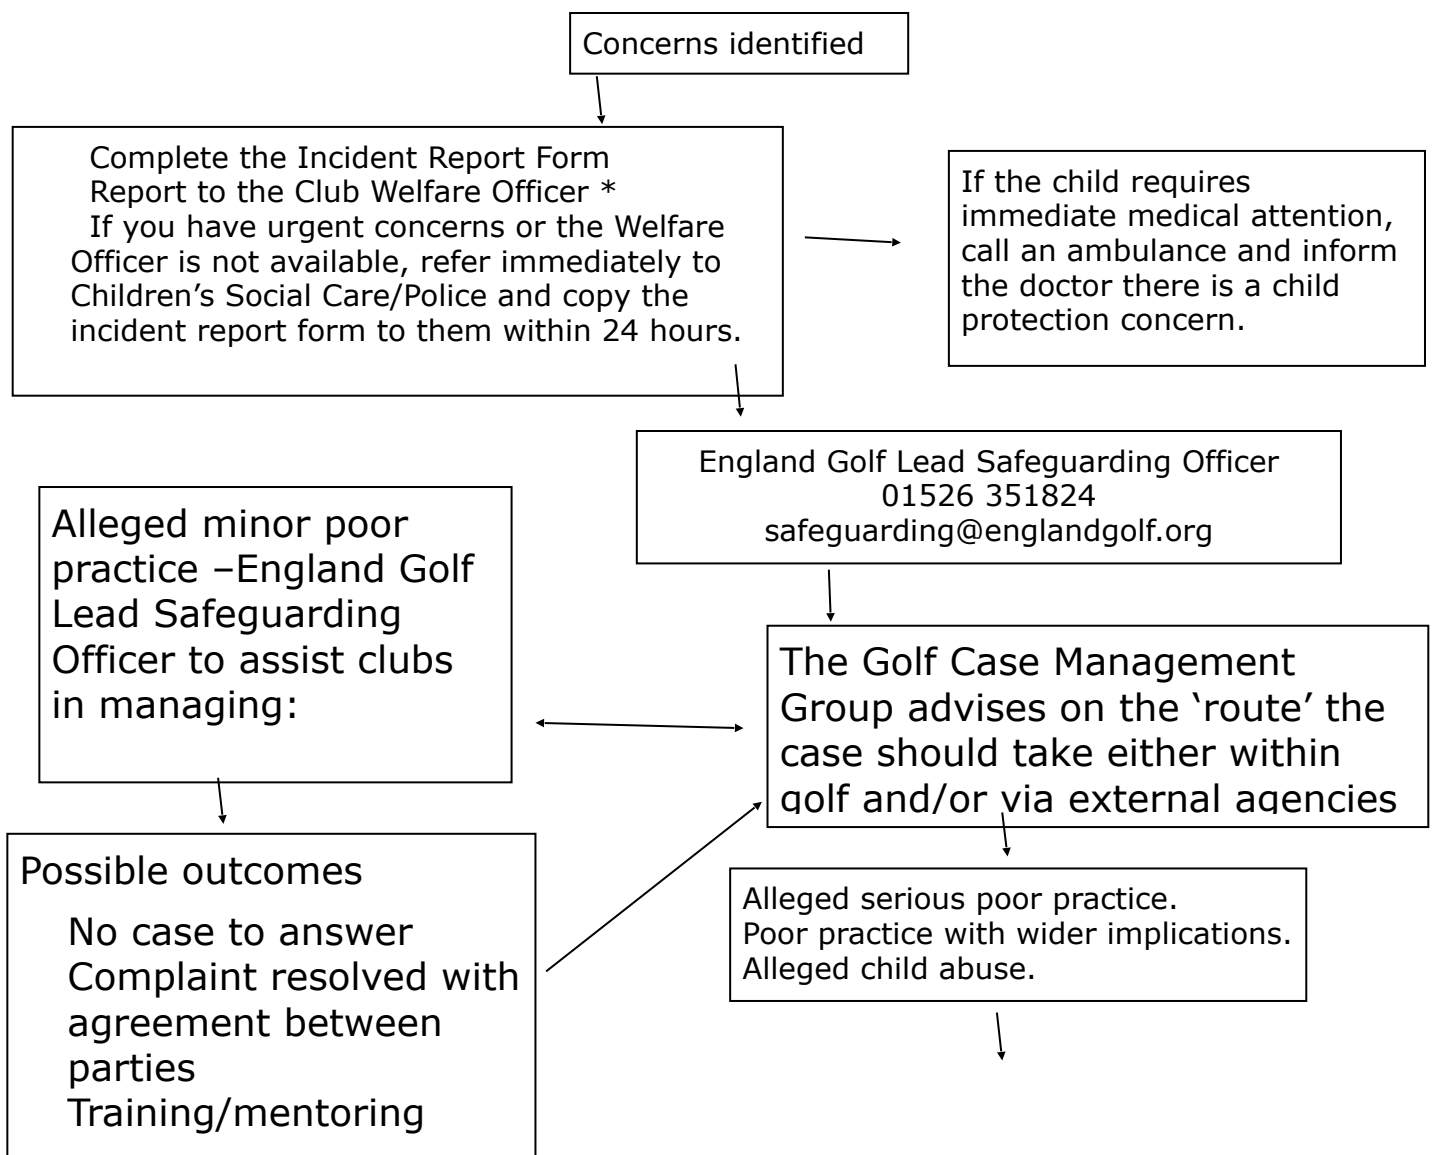 Concerns identified
Complete the Incident Report Form
Report to the Club Welfare Officer *
If you have urgent concerns or the Welfare
Officer is not available, refer immediately to
Children’s Social Care/Police and copy the
incident report form to them within 24 hours.
If the child requires
immediate medical attention,
call an ambulance and inform
the doctor there is a child
protection concern.
England Golf Lead Safeguarding Officer
01526 351824
safeguarding@englandgolf.org
Alleged minor poor
practice –England Golf
Lead Safeguarding
Officer to assist clubs
in managing:
The Golf Case Management
Group advises on the ‘route’ the
case should take either within
golf and/or via external agencies
Possible outcomes
No case to answer
Complaint resolved with
agreement between
parties
Training/mentoring
Alleged serious poor practice.
Poor practice with wider implications.
Alleged child abuse.